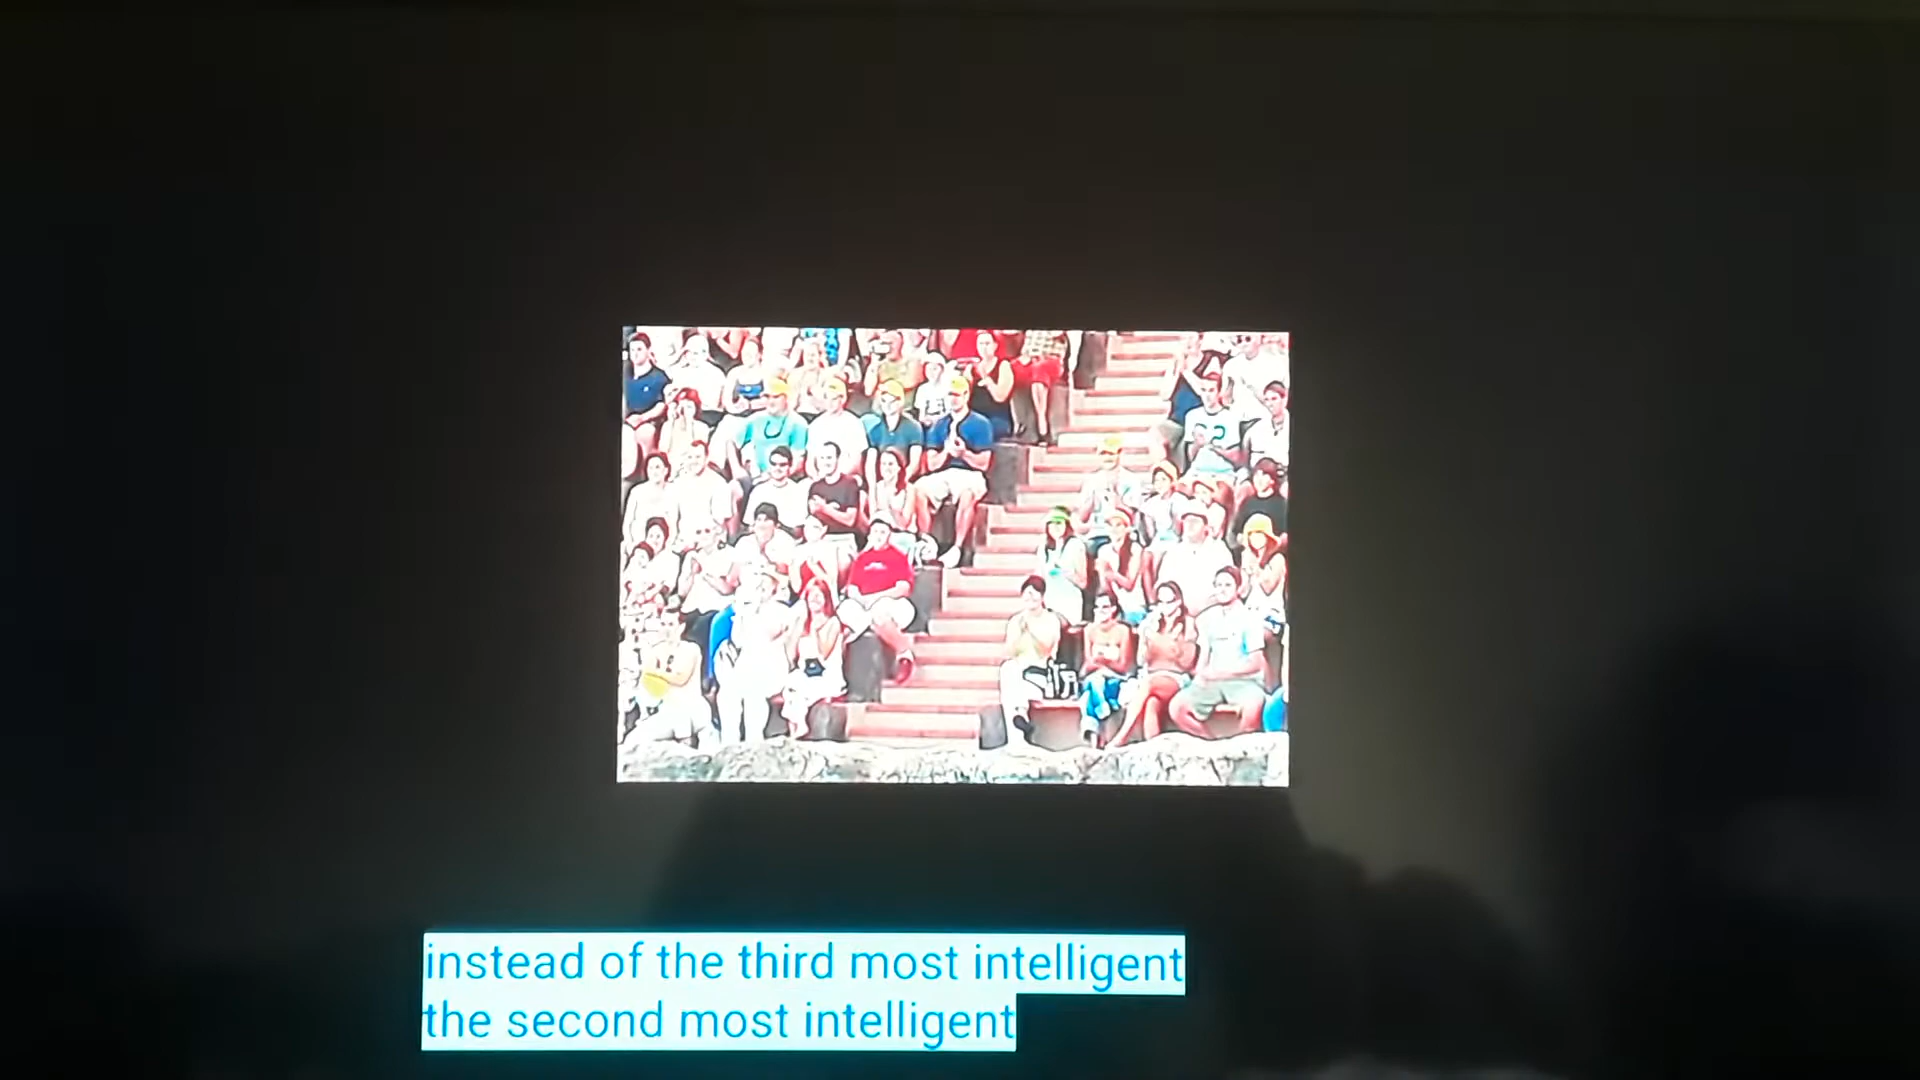 instead of the third most intelligent
the second most intelligent